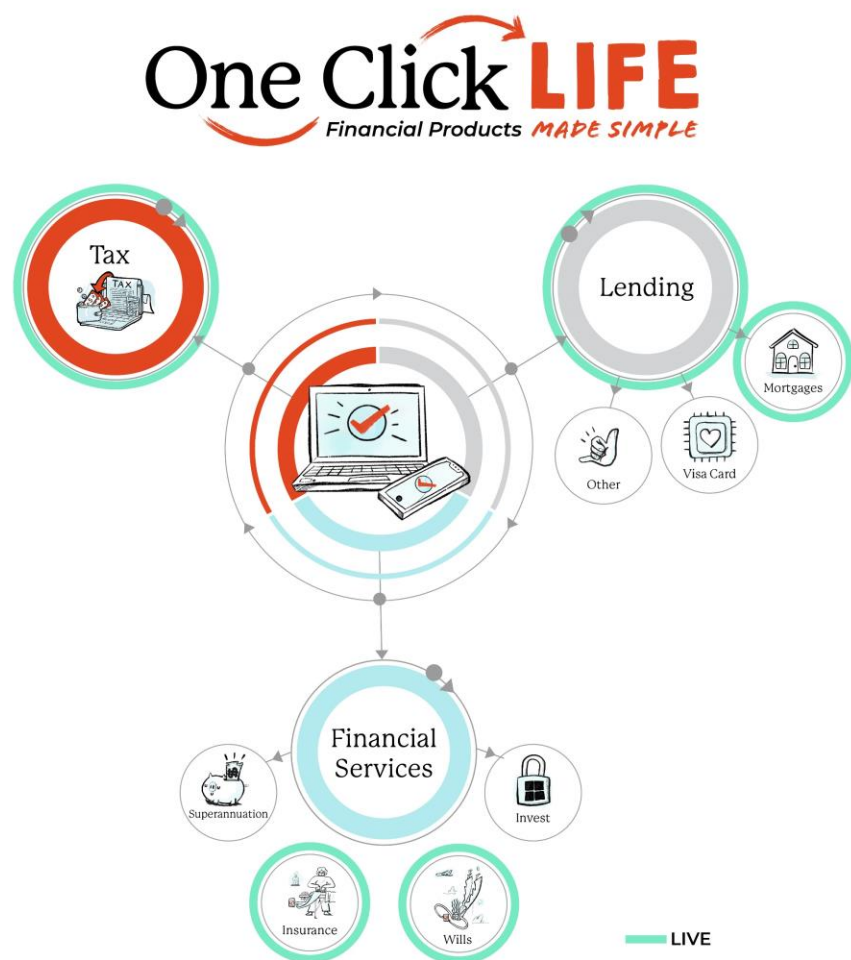 One Click LIFE
Financial Products MADE SIMPLE
Tax
TAX
Lending
Mortgages
Other
Visa Card
Financial
Services
Superannuation
Invest
Insurance
Wills
LIVE